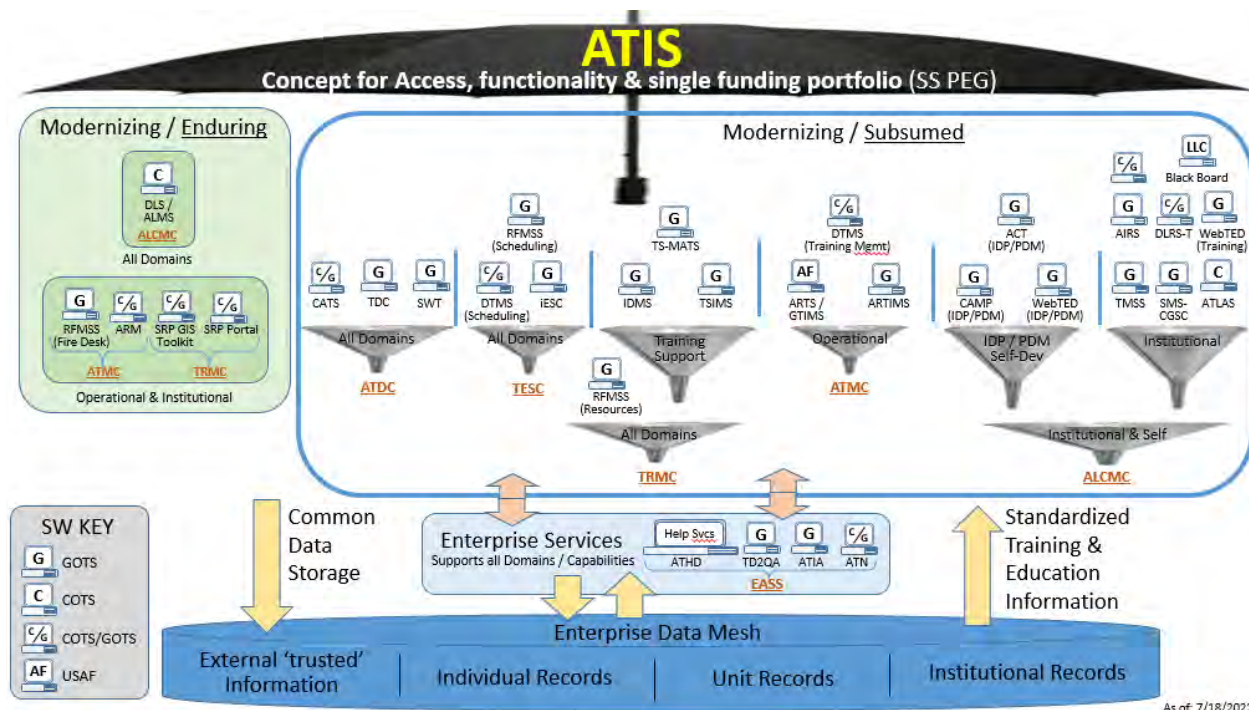 ATIS
Concept for Access, functionality & single funding portfolio (SS PEG)
Modernizing / Enduring
C
DLS /
ALMS
ALCMC
All Domains
G
C/G
C/G
C/G
RFMSS
(Fire Desk)
ARM
SRP GIS
Toolkit
SRP Portal
ATMC
TRMC
Operational & Institutional
Modernizing / Subsumed
C/G
CATS
G
TDC
G
SWT
All Domains
ATDC
G
RFMSS
(Scheduling)
C/G
DTMS
(Scheduling)
G
iESC
All Domains
TESC
G
TS-MATS
G
IDMS
G
TSIMS
Training
Support
G
RFMSS
(Resources)
All Domains
TRMC
C/G
DTMS
(Training Mgmt)
AF
ARTS /
GTIMS
G
ARTIMS
Operational
ATMC
G
ACT
(IDP/PDM)
G
CAMP
(IDP/PDM)
G
WebTED
(IDP/PDM)
IDP / PDM
Self-Dev
C/G
LLC
Black Board
G
AIRS
C/G
DLRS-T
G
WebTED
(Training)
G
TMSS
G
SMS-
CGSC
C
ATLAS
Institutional
Institutional & Self
ALCMC
SW KEY
G
GOTS
C
COTS
C/G
COTS/GOTS
AF
USAF
Common
Data
Storage
Enterprise Services
Supports all Domains / Capabilities
Help Svcs
ATHD
G
TD2QA
G
ATIA
C/G
ATN
EASS
Standardized
Training &
Education
Information
Enterprise Data Mesh
External ‘trusted’
Information
Individual Records
Unit Records
Institutional Records
As of: